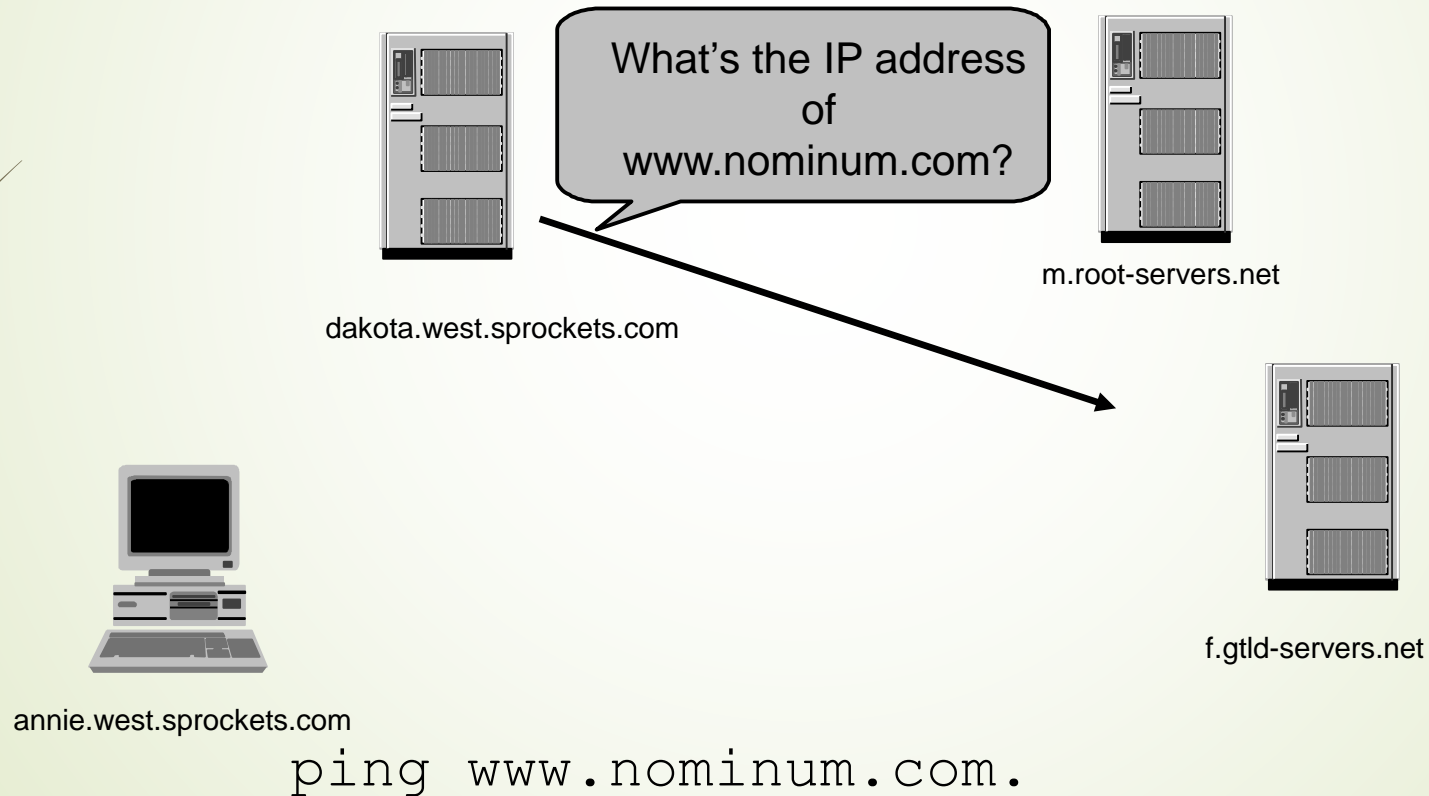 What’s the IP address
of
www.nominum.com?
m.root-servers.net
dakota.west.sprockets.com
f.gtld-servers.net
annie.west.sprockets.com
ping www.nominum.com.